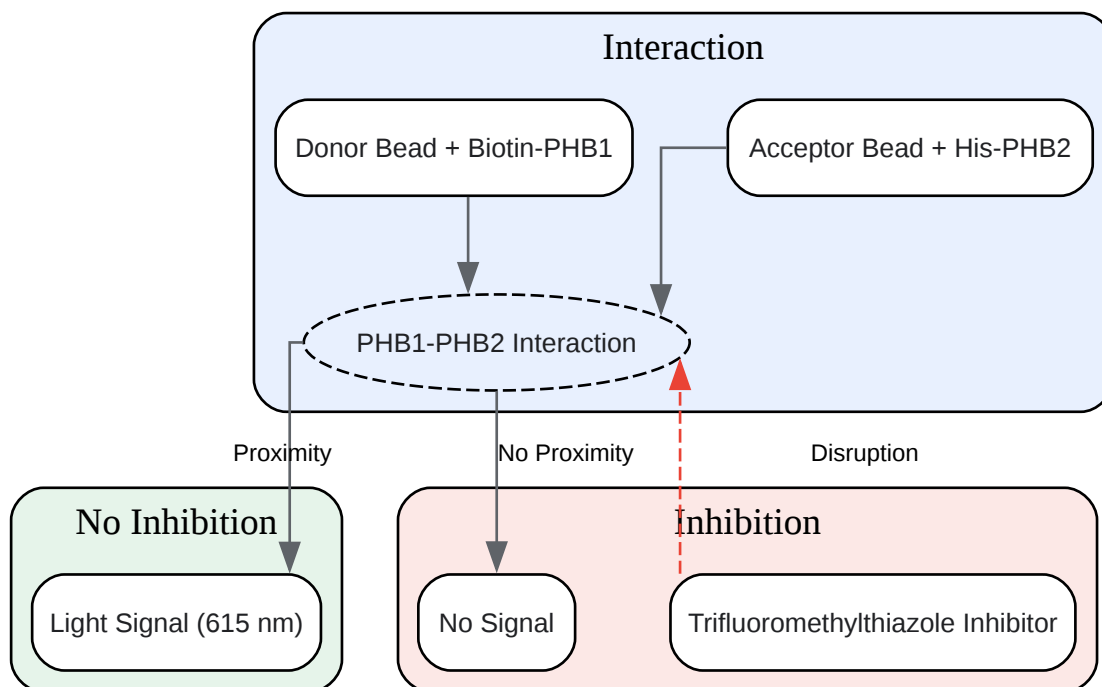 Interaction
Donor Bead + Biotin-PHB1
Acceptor Bead + His-PHB2
PHB1-PHB2 Interaction
Proximity
No Proximity
Disruption
No Inhibition
Inhibition
Light Signal (615 nm)
No Signal
Trifluoromethylthiazole Inhibitor